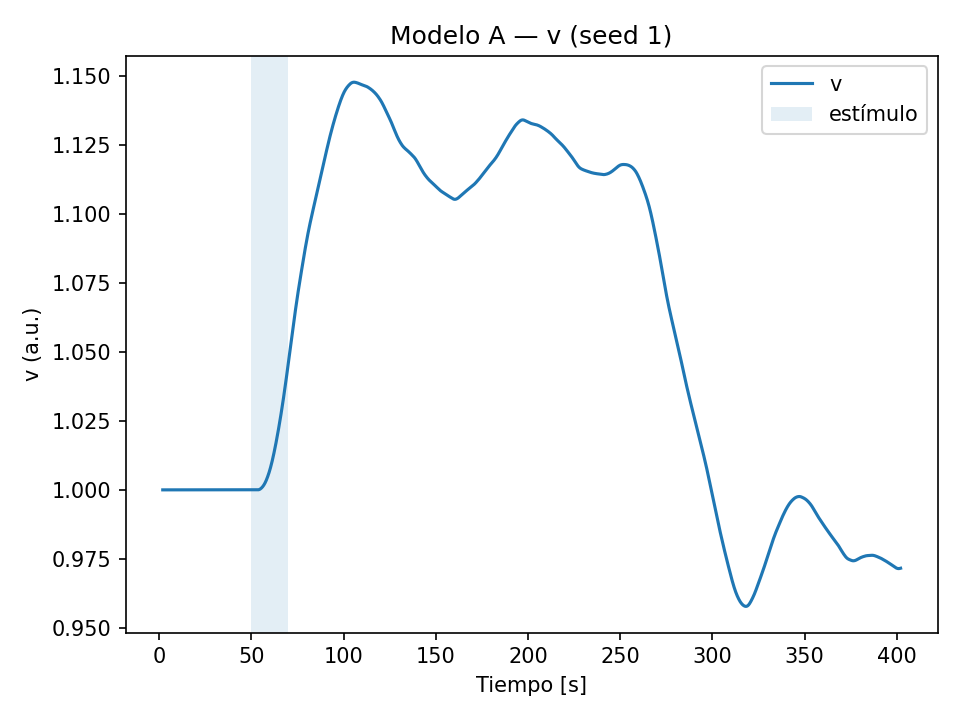 Modelo A — v (seed 1)
v
estímulo
v (a.u.)
1.150
1.125
1.100
1.075
1.050
1.025
1.000
0.975
0.950
0 50 100 150 200 250 300 350 400
Tiempo [s]